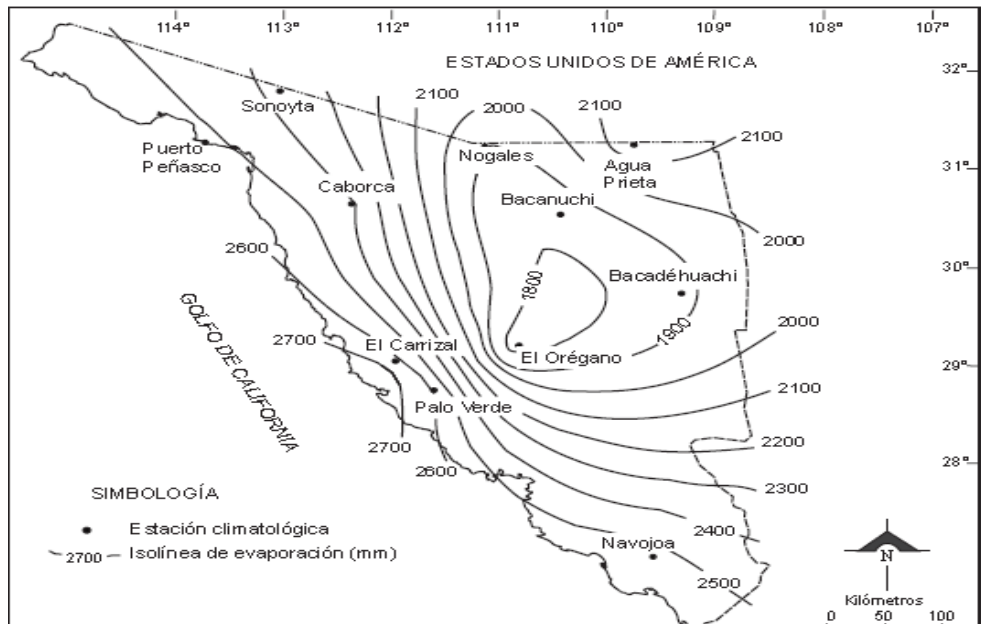 114°
113°
112°
111°
110°
109°
108°
107°
ESTADOS UNIDOS DE AMÉRICA
32°
Sonoyta
2100
2000
2100
2100
Puerto
Peñasco
Nogales
Agua
Prieta
31°
Caborca
Bacanuchi
2000
2600
Bacadéhuachi
30°
1800
GOLFO DE CALIFORNIA
2700
El Carrizal
El Orégano
1900
2000
29°
2100
Palo Verde
2700
2600
2200
28°
2300
SIMBOLOGÍA
Estación climatológica
2700 Isolínea de evaporación (mm)
2400
Navojoa
2500
N
Kilómetros
0 50 100